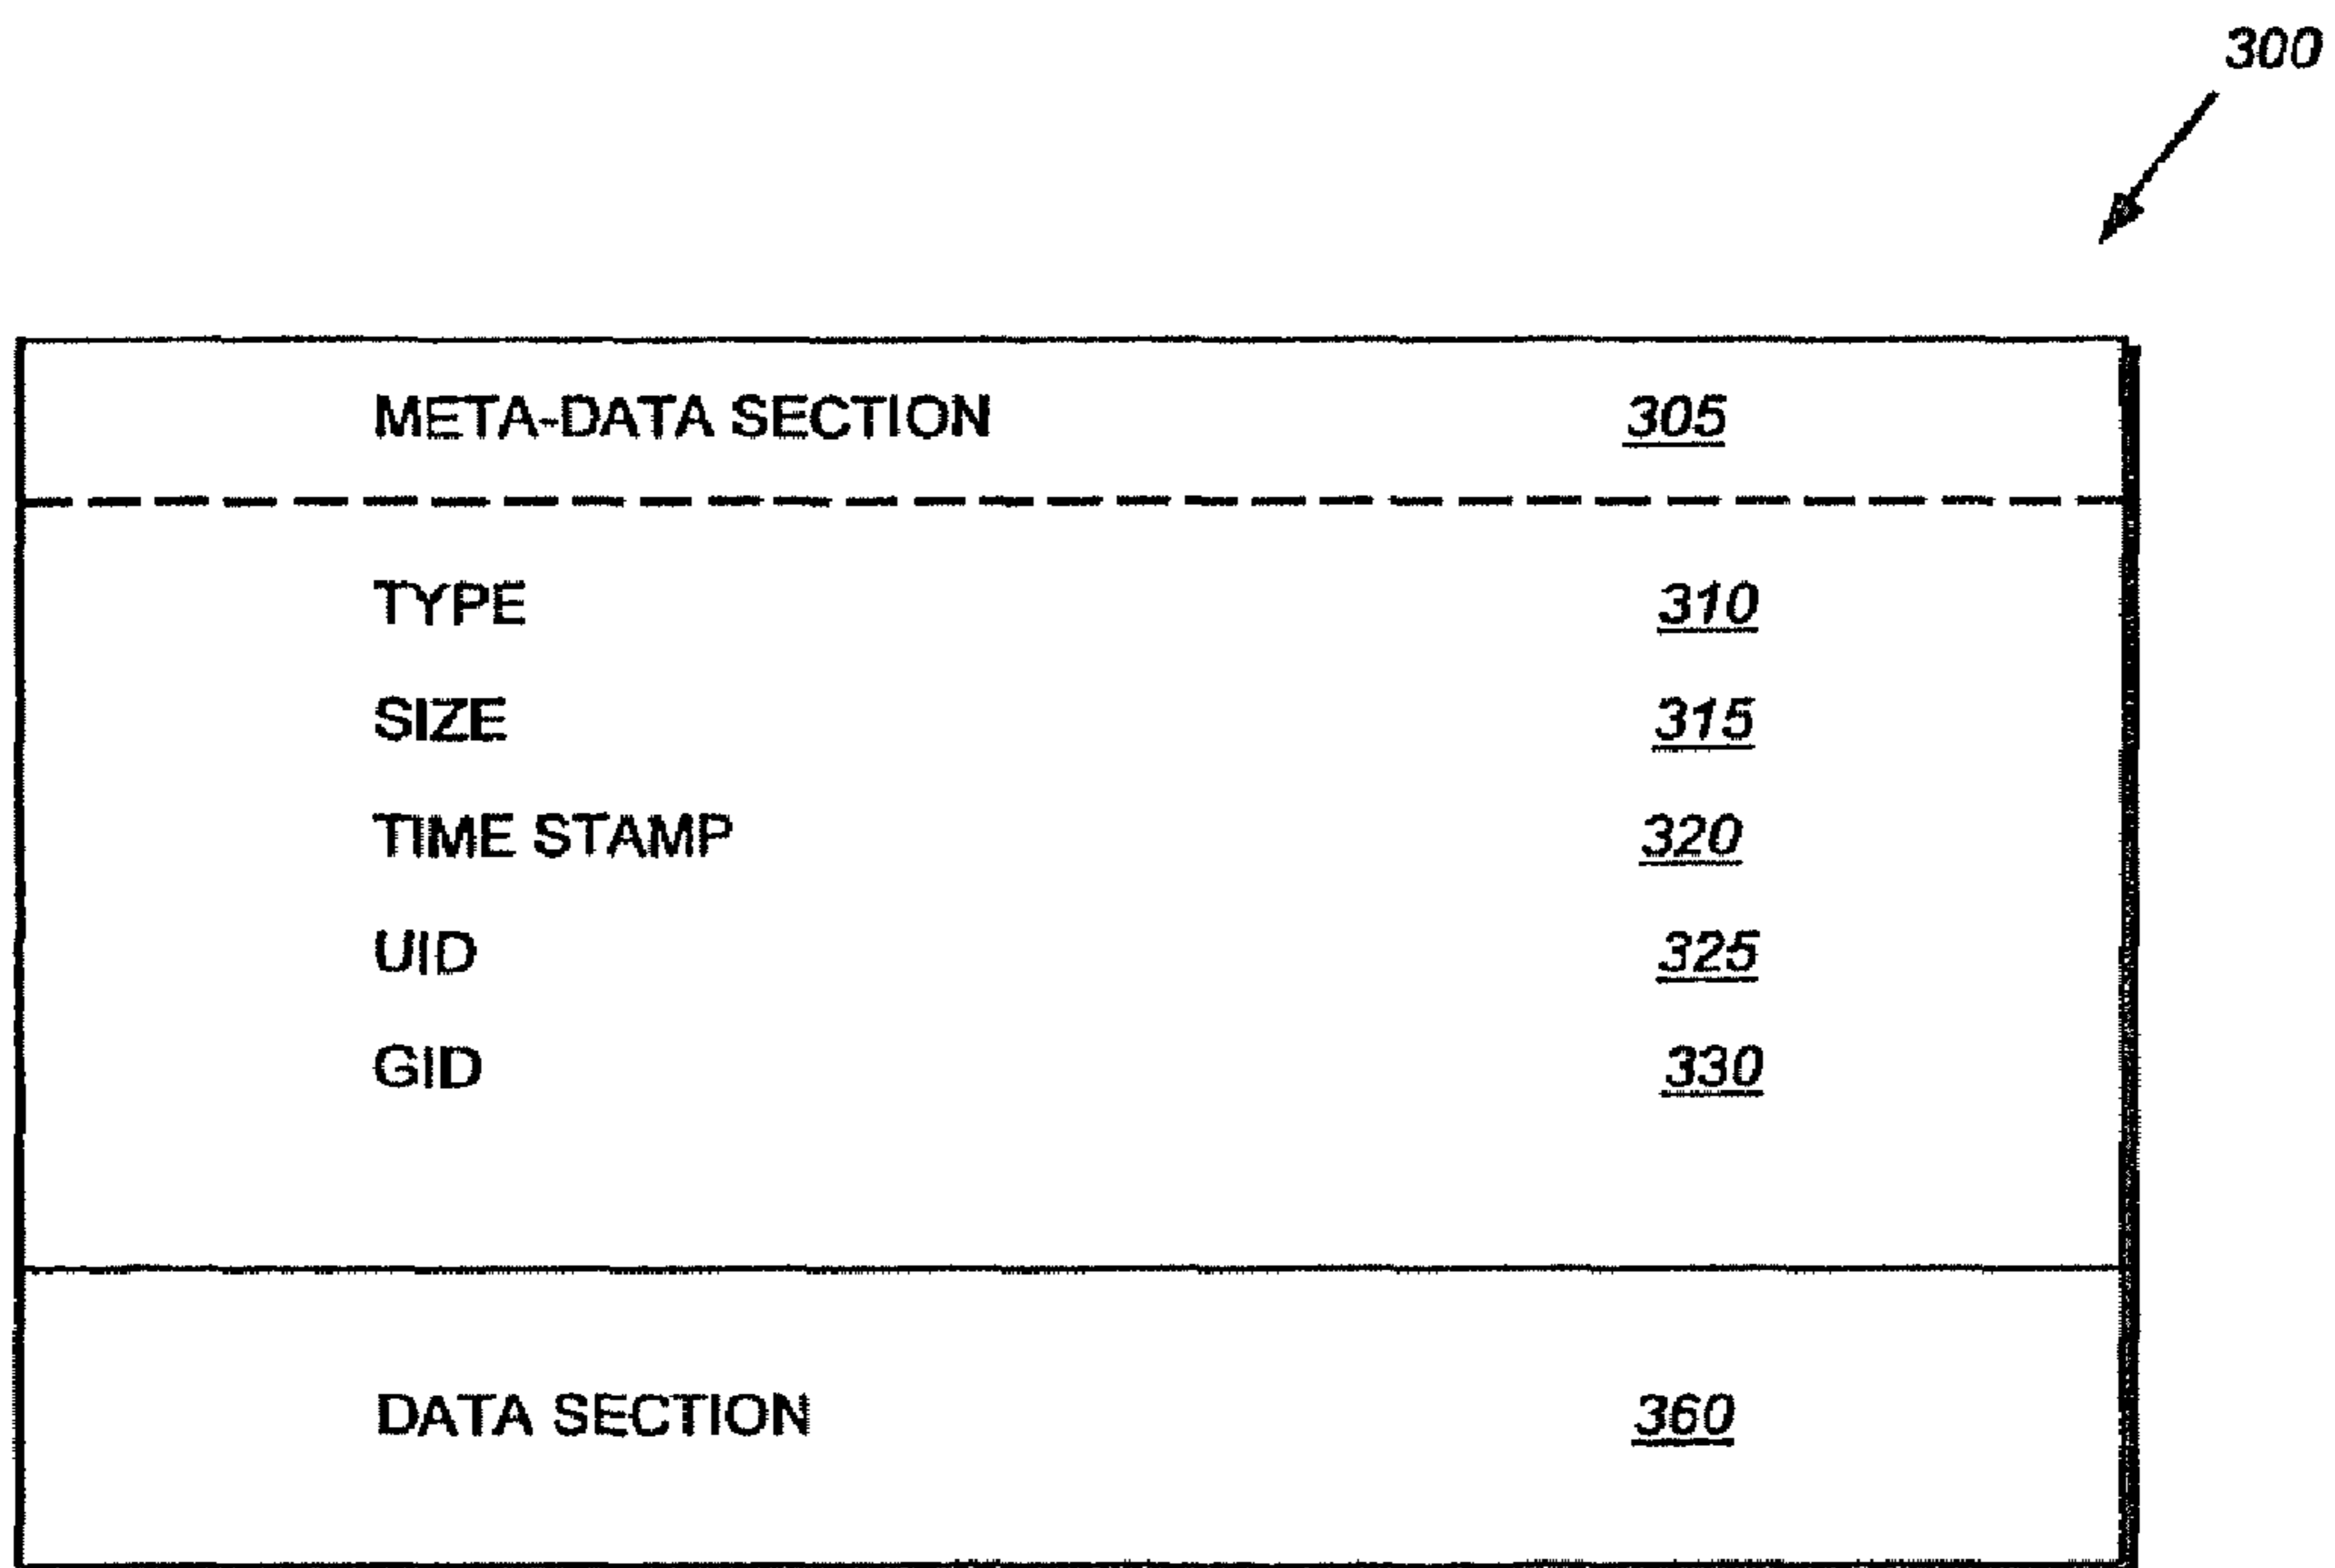 300
META-DATA SECTION 305
TYPE 310
SIZE 315
TIME STAMP 320
UID 325
GID 330
DATA SECTION 360